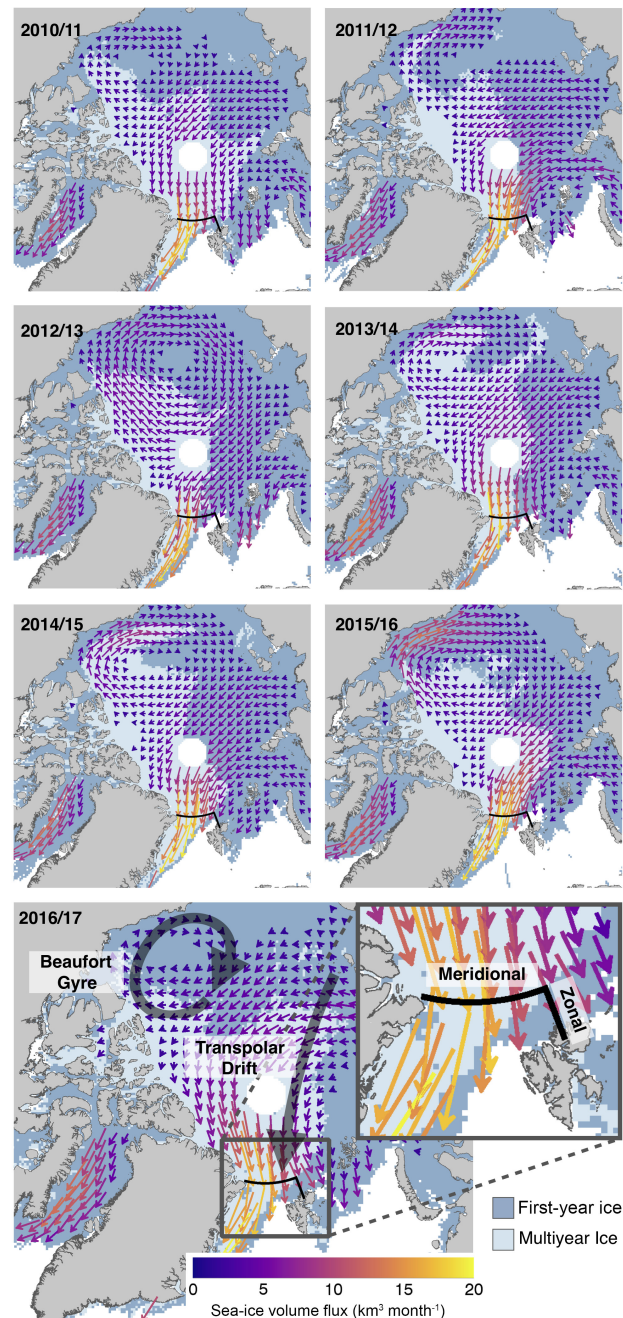 2010/11
2011/12
2012/13
2013/14
2014/15
2015/16
2016/17
Beaufort
Gyre
Transpolar
Drift
Meridional
Zonal
First-year ice
Multiyear Ice
0 5 10 15 20
Sea-ice volume flux (km³ month⁻¹)